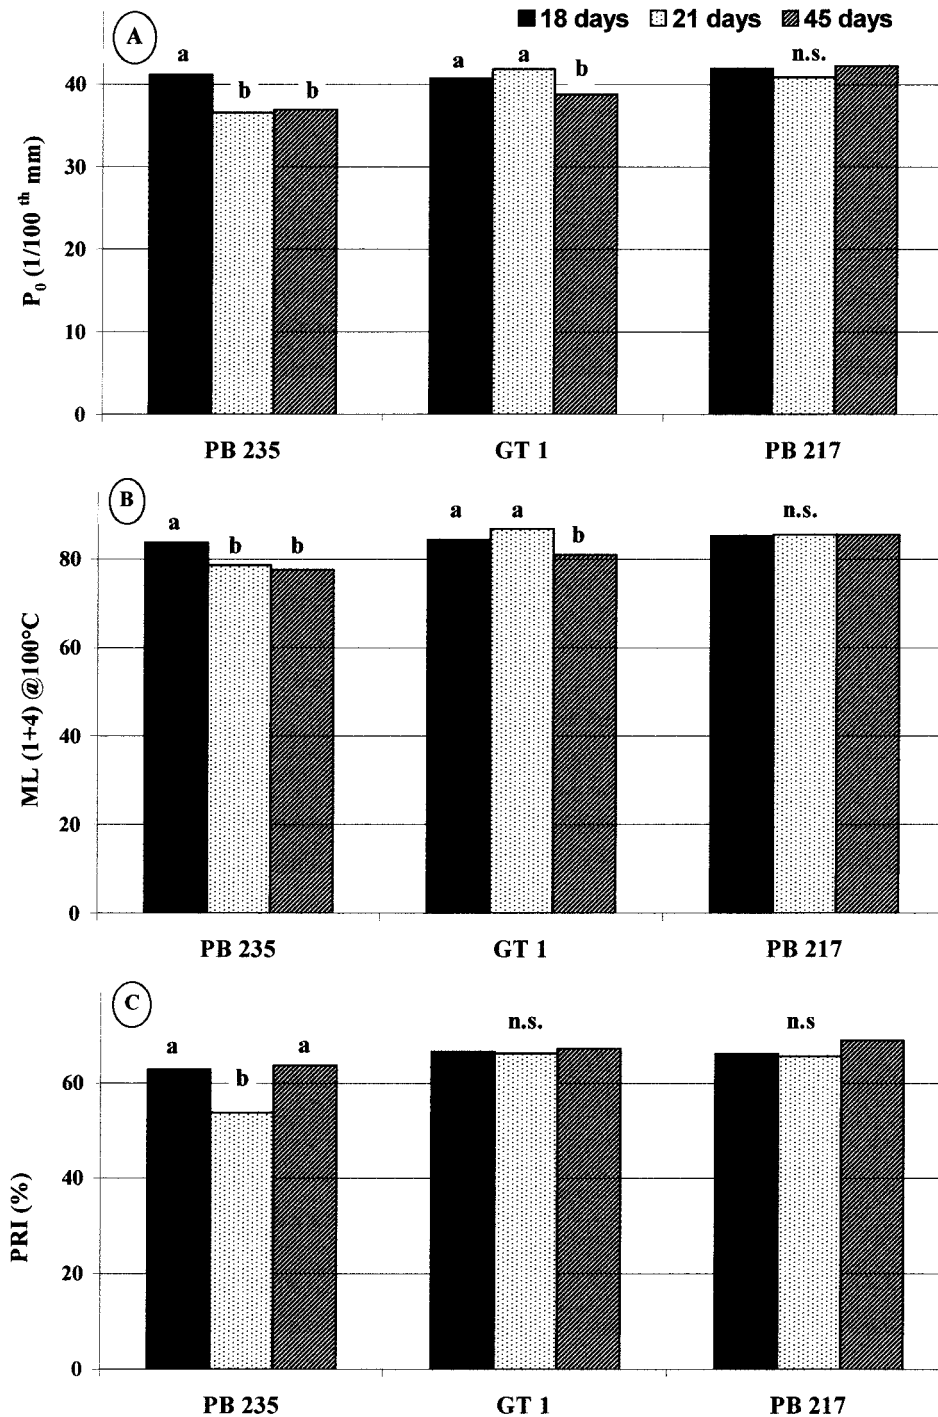 18 days 21 days 45 days
A
a b b a a b n.s.
40
30
20
10
0
P₀ (1/100 ᵗʰ mm)
PB 235 GT 1 PB 217
B
a b b a a b n.s.
80
60
40
20
0
ML (1+4) @100°C
PB 235 GT 1 PB 217
C
a b a n.s. n.s
60
40
20
0
PRI (%)
PB 235 GT 1 PB 217